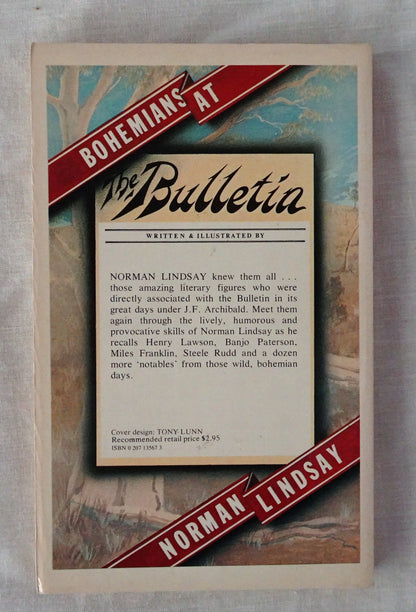 BOHEMIANS AT
The Bulletin
WRITTEN & ILLUSTRATED BY
NORMAN LINDSAY knew them all . . .
those amazing literary figures who were
directly associated with the Bulletin in its
great days under J.F. Archibald. Meet them
again through the lively, humorous and
provocative skills of Norman Lindsay as he
recalls Henry Lawson, Banjo Paterson,
Miles Franklin, Steele Rudd and a dozen
more ‘notables’ from those wild, bohemian
days.
Cover design: TONY LUNN
Recommended retail price $2.95
ISBN 0 207 13567 3
NORMAN LINDSAY